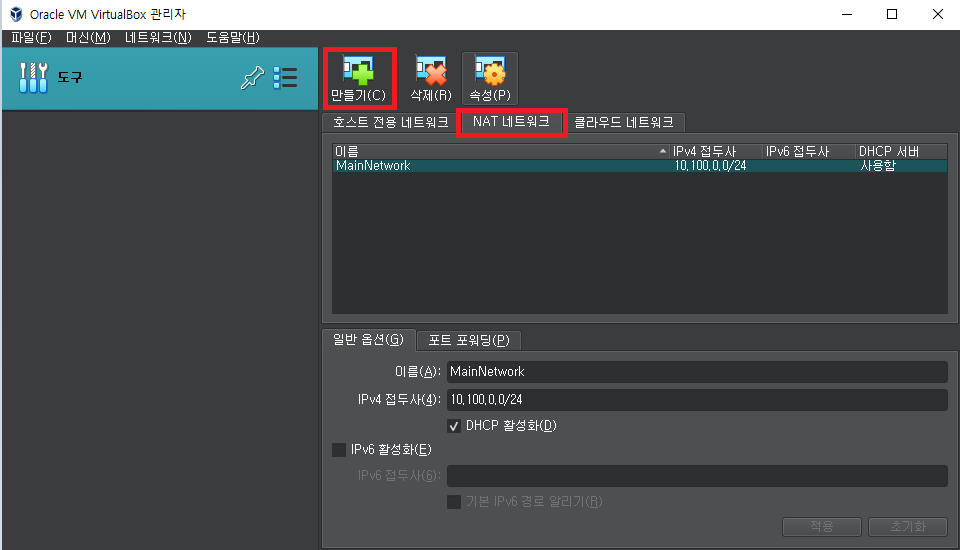 Oracle VM VirtualBox 관리자
파일(F) 머신(M) 네트워크(N) 도움말(H)
도구
만들기(C) 삭제(R) 속성(P)
호스트 전용 네트워크 NAT 네트워크 클라우드 네트워크
이름 IPv4 접두사 IPv6 접두사 DHCP 서버
MainNetwork 10.100.0.0/24 사용함
일반 옵션(G) 포트 포워딩(P)
이름(A): MainNetwork
IPv4 접두사(4): 10.100.0.0/24
DHCP 활성화(D)
IPv6 활성화(E)
IPv6 접두사(6):
기본 IPv6 경로 알리기(R)
적용 초기화